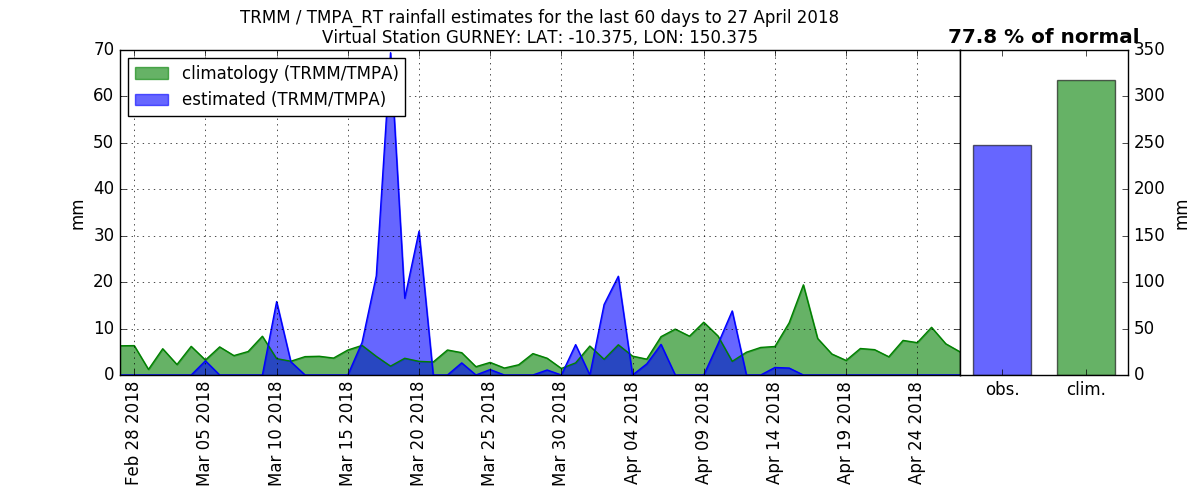 TRMM / TMPA_RT rainfall estimates for the last 60 days to 27 April 2018
Virtual Station GURNEY: LAT: -10.375, LON: 150.375
77.8 % of normal
climatology (TRMM/TMPA)
estimated (TRMM/TMPA)
70
60
50
40
30
20
10
0
mm
Feb 28 2018
Mar 05 2018
Mar 10 2018
Mar 15 2018
Mar 20 2018
Mar 25 2018
Mar 30 2018
Apr 04 2018
Apr 09 2018
Apr 14 2018
Apr 19 2018
Apr 24 2018
obs.
clim.
350
300
250
200
150
100
50
0
mm